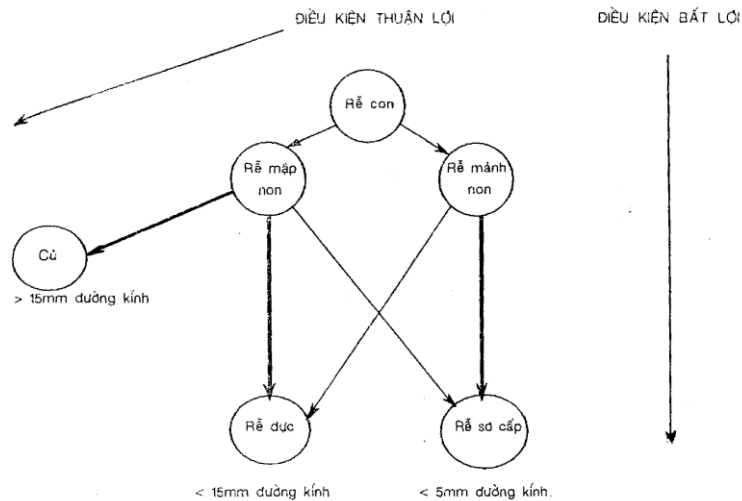 ĐIỀU KIỆN THUẬN LỢI
ĐIỀU KIỆN BẤT LỢI
Rễ con
Rễ mập
non
Rễ mảnh
non
Củ
> 15mm đường kính
Rễ đực
Rễ sơ cấp
< 15mm đường kính
< 5mm đường kính.